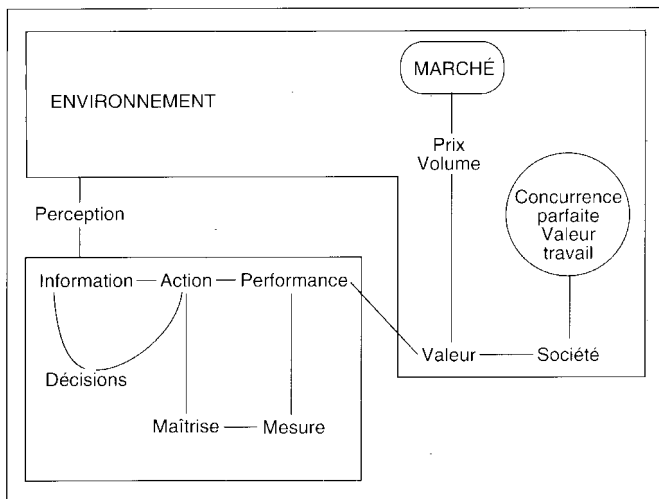 MARCHÉ
ENVIRONNEMENT
Prix
Volume
Concurrence
parfaite
Valeur
travail
Perception
Information Action Performance
Valeur Société
Décisions
Maîtrise Mesure